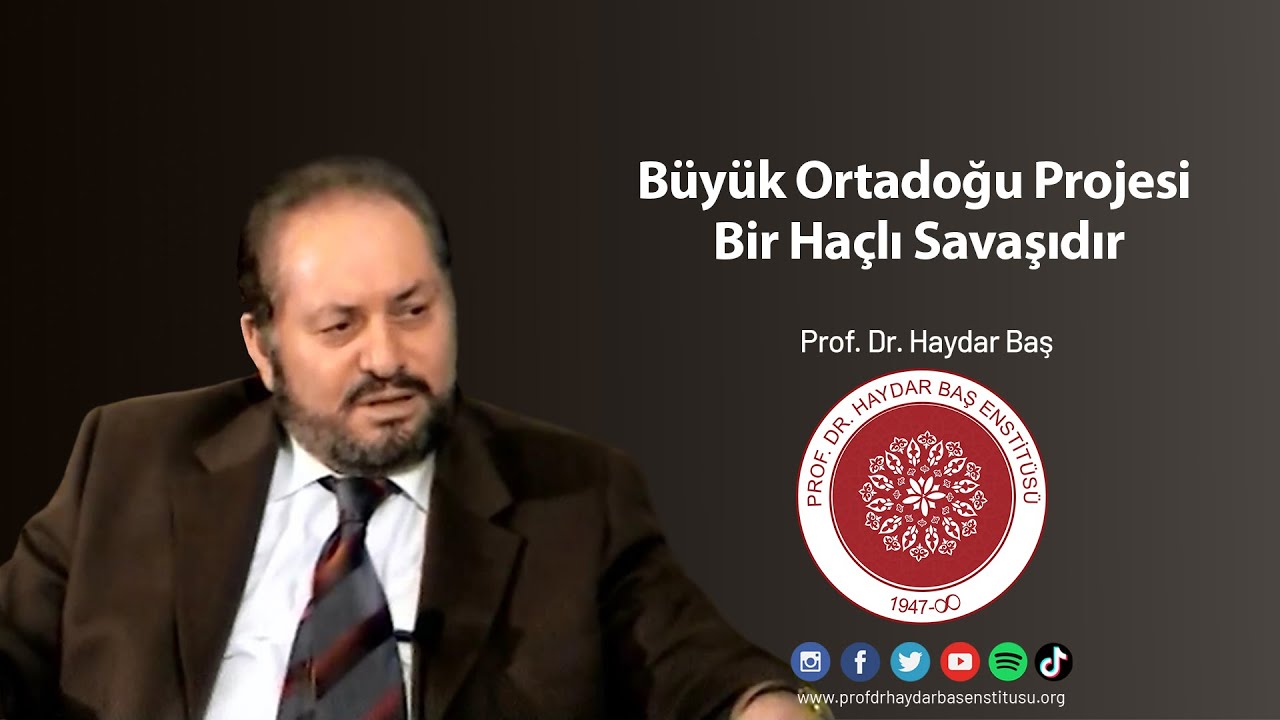 Büyük Ortadoğu Projesi
Bir Haçlı Savaşıdır
Prof. Dr. Haydar Baş
PROF. DR. HAYDAR BAŞ ENSTİTÜSÜ
1947-∞
www.profdrhaydarbasenstitusu.org